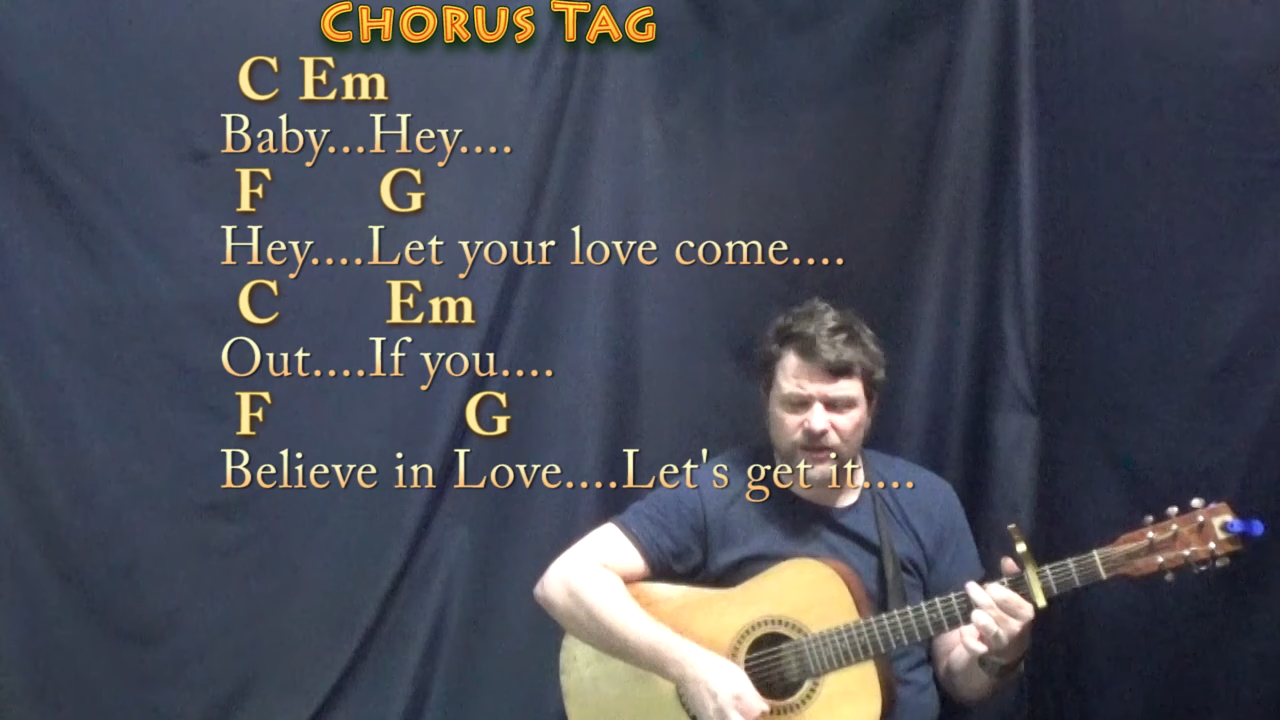 CHORUS TAG
C Em
Baby...Hey....
F G
Hey....Let your love come....
C Em
Out....If you....
F G
Believe in Love....Let's get it....